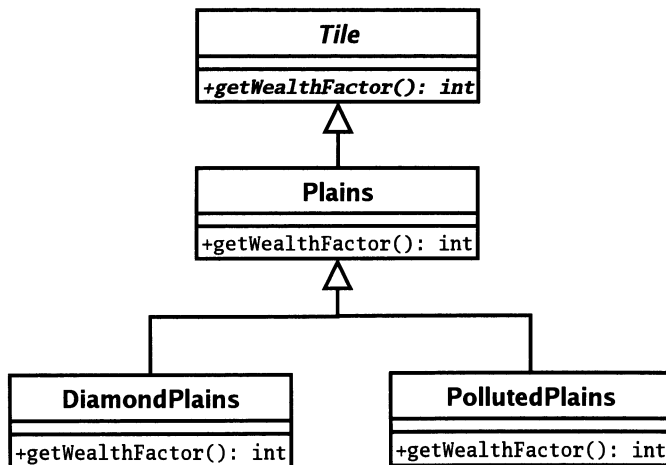 Tile
+getWealthFactor(): int
Plains
+getWealthFactor(): int
DiamondPlains
+getWealthFactor(): int
PollutedPlains
+getWealthFactor(): int